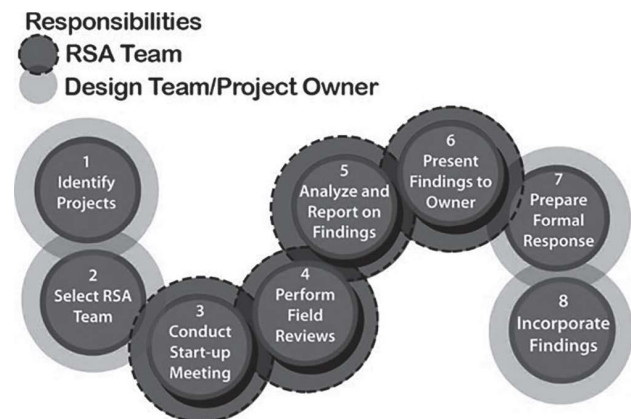 Responsibilities
RSA Team
Design Team/Project Owner
1
Identify
Projects
2
Select RSA
Team
3
Conduct
Start-up
Meeting
4
Perform
Field
Reviews
5
Analyze and
Report on
Findings
6
Present
Findings to
Owner
7
Prepare
Formal
Response
8
Incorporate
Findings